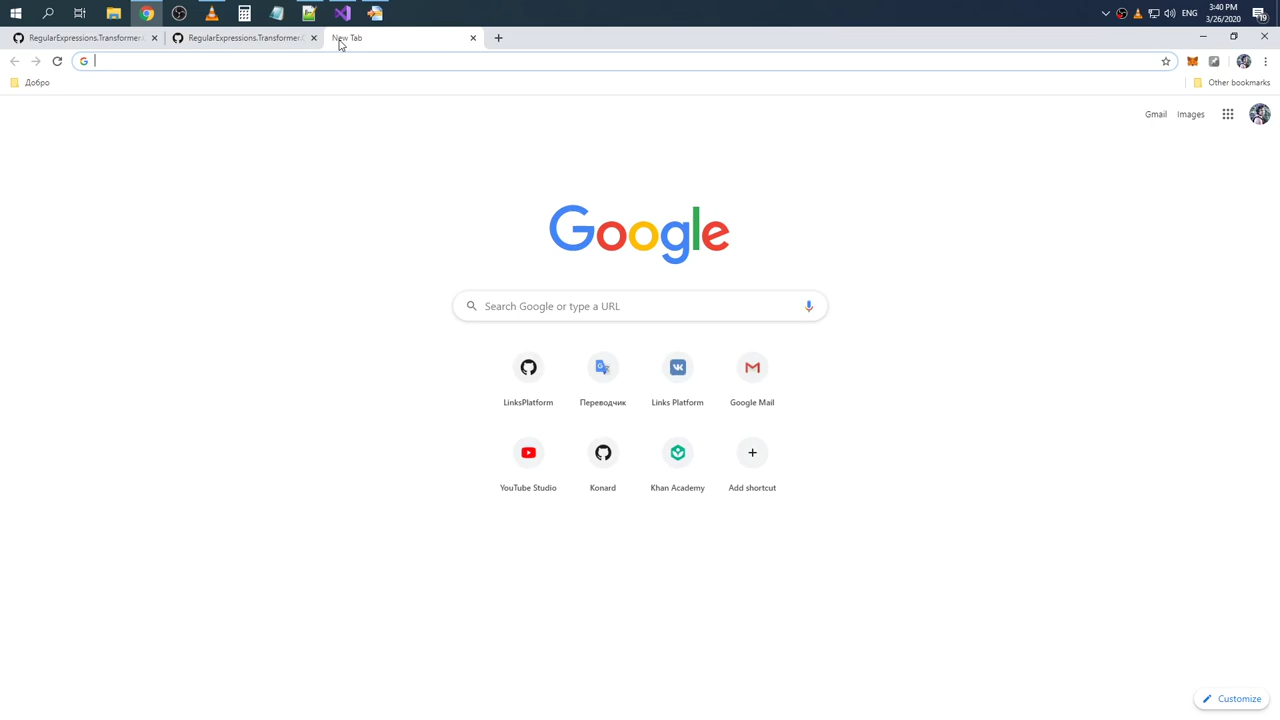 3:40 PM
ENG
3/26/2020
19
RegularExpressions.Transformer.
RegularExpressions.Transformer.
New Tab
Добро
Other bookmarks
Gmail
Images
Google
Search Google or type a URL
LinksPlatform
Переводчик
Links Platform
Google Mail
YouTube Studio
Konard
Khan Academy
Add shortcut
Customize